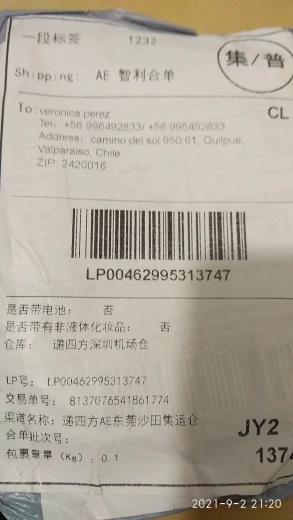 一段标签 1232
集/普
Shipping: AE 智利合单
To: veronica perez CL
Tel: +56 996492833/ +56 996492833
Address: camino del sol 950 61, Quilpue,
Valparaiso, Chile
ZIP: 2420016
LP00462995313747
是否带电池: 否
是否带有非液体化妆品: 否
仓库: 递四方深圳机场仓
LP号: LP00462995313747
交易单号: 8137076541861774
渠道名称: 递四方AE东莞沙田集运仓
合单批次号:
JY2
包裹重量 (Kg): 0.1
1374
2021-9-2 21:20